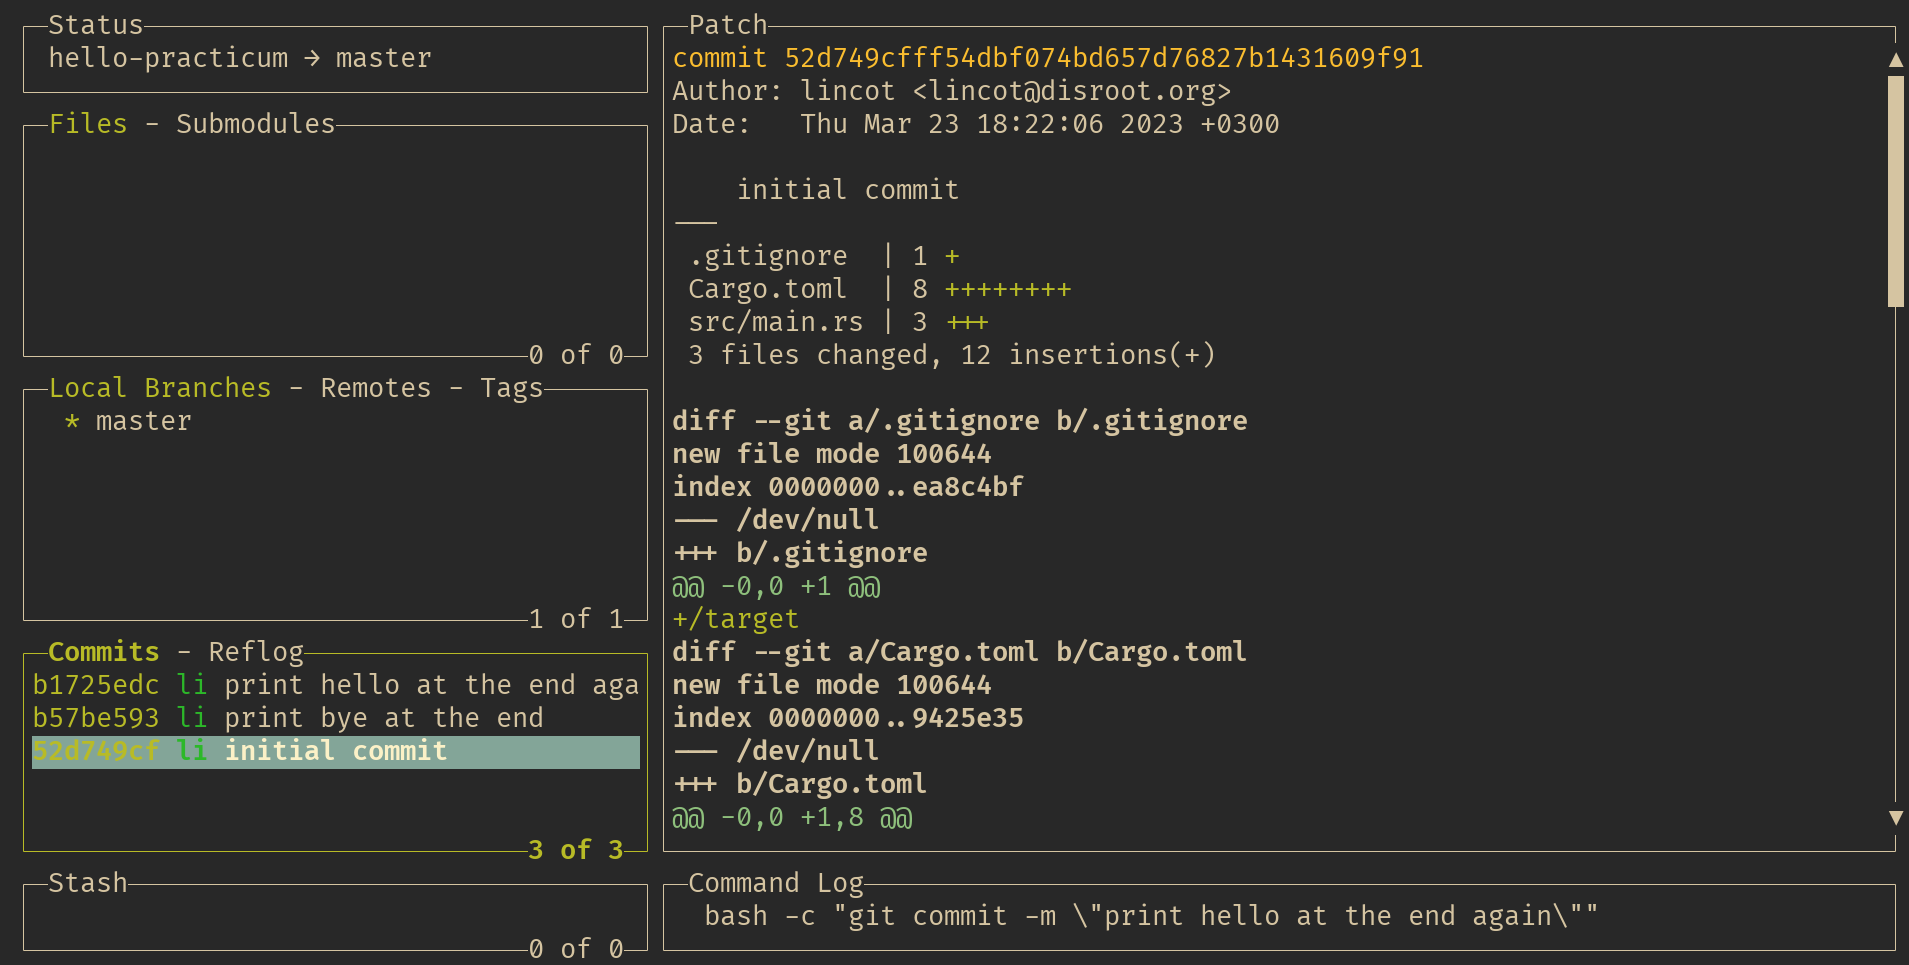 Status
hello-practicum → master
Files - Submodules
0 of 0
Local Branches - Remotes - Tags
* master
1 of 1
Commits - Reflog
b1725edc li print hello at the end aga
b57be593 li print bye at the end
52d749cf li initial commit
3 of 3
Stash
0 of 0
Patch
commit 52d749cfff54dbf074bd657d76827b1431609f91
Author: lincot <lincot@disroot.org>
Date:   Thu Mar 23 18:22:06 2023 +0300
    initial commit
---
 .gitignore  | 1 +
 Cargo.toml  | 8 ++++++++
 src/main.rs | 3 +++
 3 files changed, 12 insertions(+)
diff --git a/.gitignore b/.gitignore
new file mode 100644
index 0000000..ea8c4bf
--- /dev/null
+++ b/.gitignore
@@ -0,0 +1 @@
+/target
diff --git a/Cargo.toml b/Cargo.toml
new file mode 100644
index 0000000..9425e35
--- /dev/null
+++ b/Cargo.toml
@@ -0,0 +1,8 @@
Command Log
bash -c "git commit -m \"print hello at the end again\""